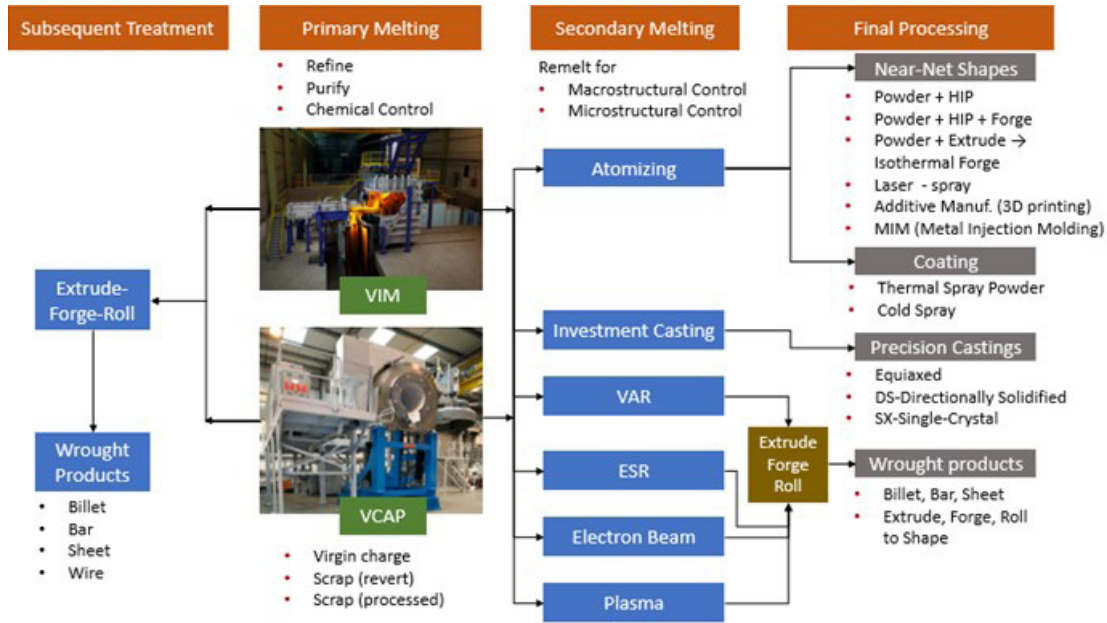 Subsequent Treatment
Primary Melting
Secondary Melting
Final Processing
Refine
Purify
Chemical Control
Remelt for
Macrostructural Control
Microstructural Control
Near-Net Shapes
Powder + HIP
Powder + HIP + Forge
Powder + Extrude →
Isothermal Forge
Laser - spray
Additive Manuf. (3D printing)
MIM (Metal Injection Molding)
Atomizing
Coating
Thermal Spray Powder
Cold Spray
Extrude-
Forge-Roll
VIM
Investment Casting
Precision Castings
Equiaxed
DS-Directionally Solidified
SX-Single-Crystal
VAR
Extrude
Forge
Roll
Wrought
Products
Billet
Bar
Sheet
Wire
ESR
Wrought products
Billet, Bar, Sheet
Extrude, Forge, Roll
to Shape
VCAP
Electron Beam
Virgin charge
Scrap (revert)
Scrap (processed)
Plasma